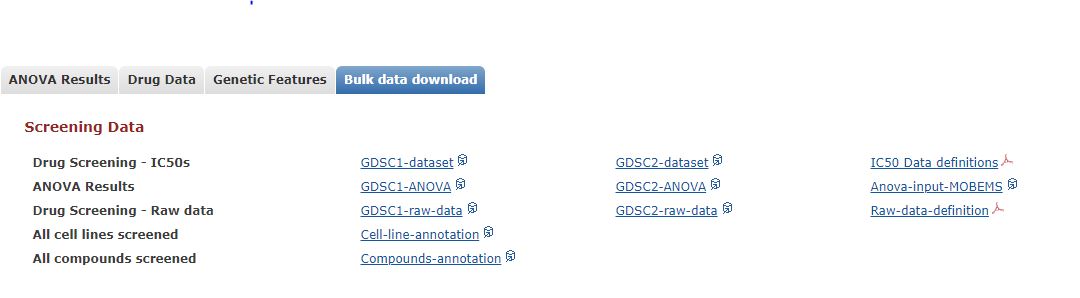 ANOVA Results Drug Data Genetic Features Bulk data download
Screening Data
Drug Screening - IC50s GDSC1-dataset GDSC2-dataset IC50 Data definitions
ANOVA Results GDSC1-ANOVA GDSC2-ANOVA Anova-input-MOBEMS
Drug Screening - Raw data GDSC1-raw-data GDSC2-raw-data Raw-data-definition
All cell lines screened Cell-line-annotation
All compounds screened Compounds-annotation